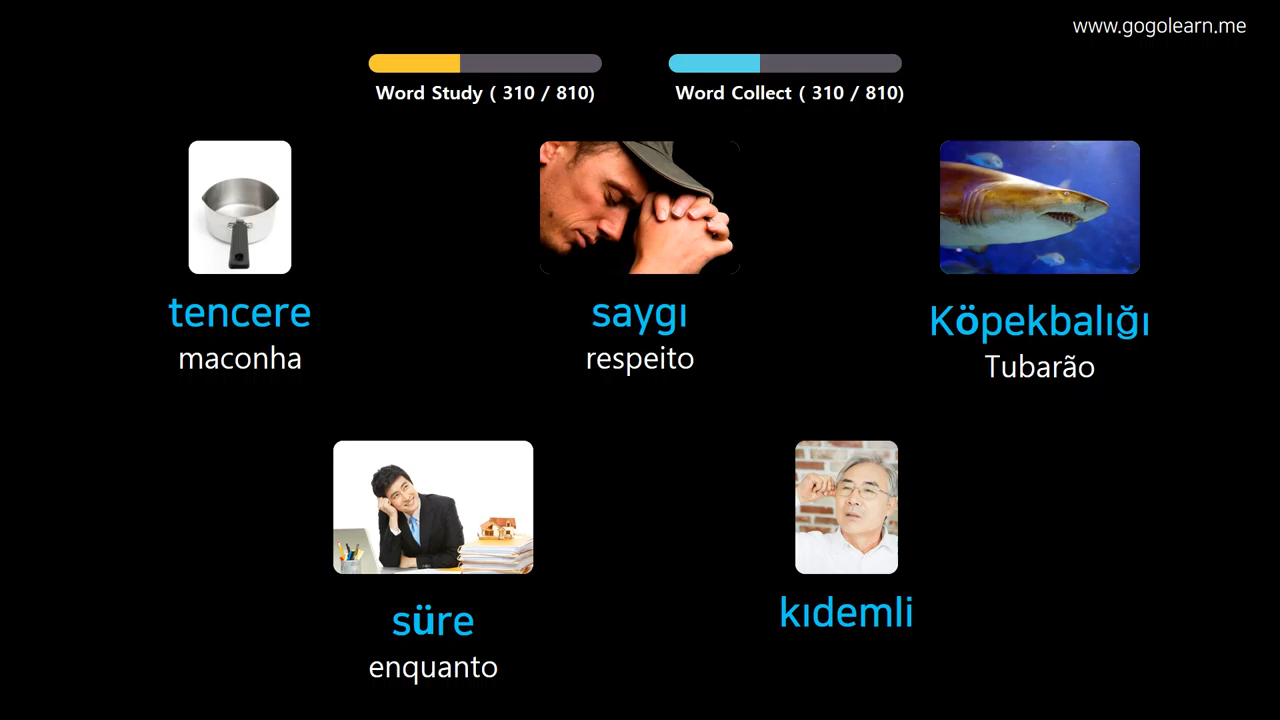 www.gogolearn.me
Word Study ( 310 / 810)
Word Collect ( 310 / 810)
tencere
maconha
saygı
respeito
Köpekbalığı
Tubarão
süre
enquanto
kıdemli